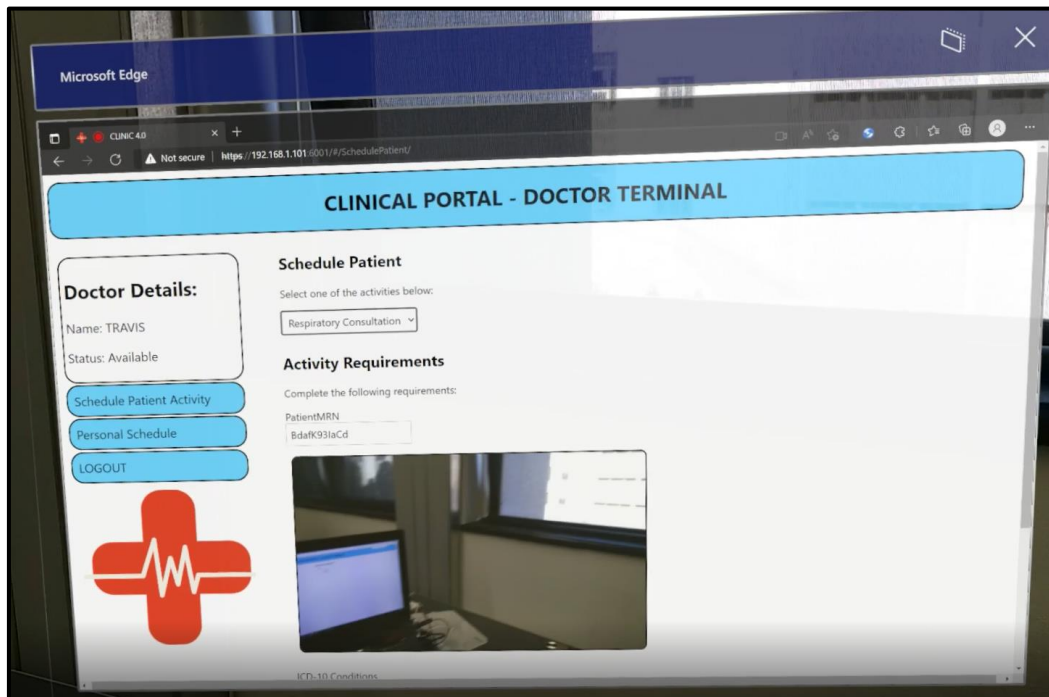 Microsoft Edge
CLINIC 4.0
Not secure https://192.168.1.101:6001/#/SchedulePatient/
CLINICAL PORTAL - DOCTOR TERMINAL
Doctor Details:
Name: TRAVIS
Status: Available
Schedule Patient Activity
Personal Schedule
LOGOUT
Schedule Patient
Select one of the activities below:
Respiratory Consultation
Activity Requirements
Complete the following requirements:
PatientMRN
BdafK93IaCd
ICD-10 Conditions